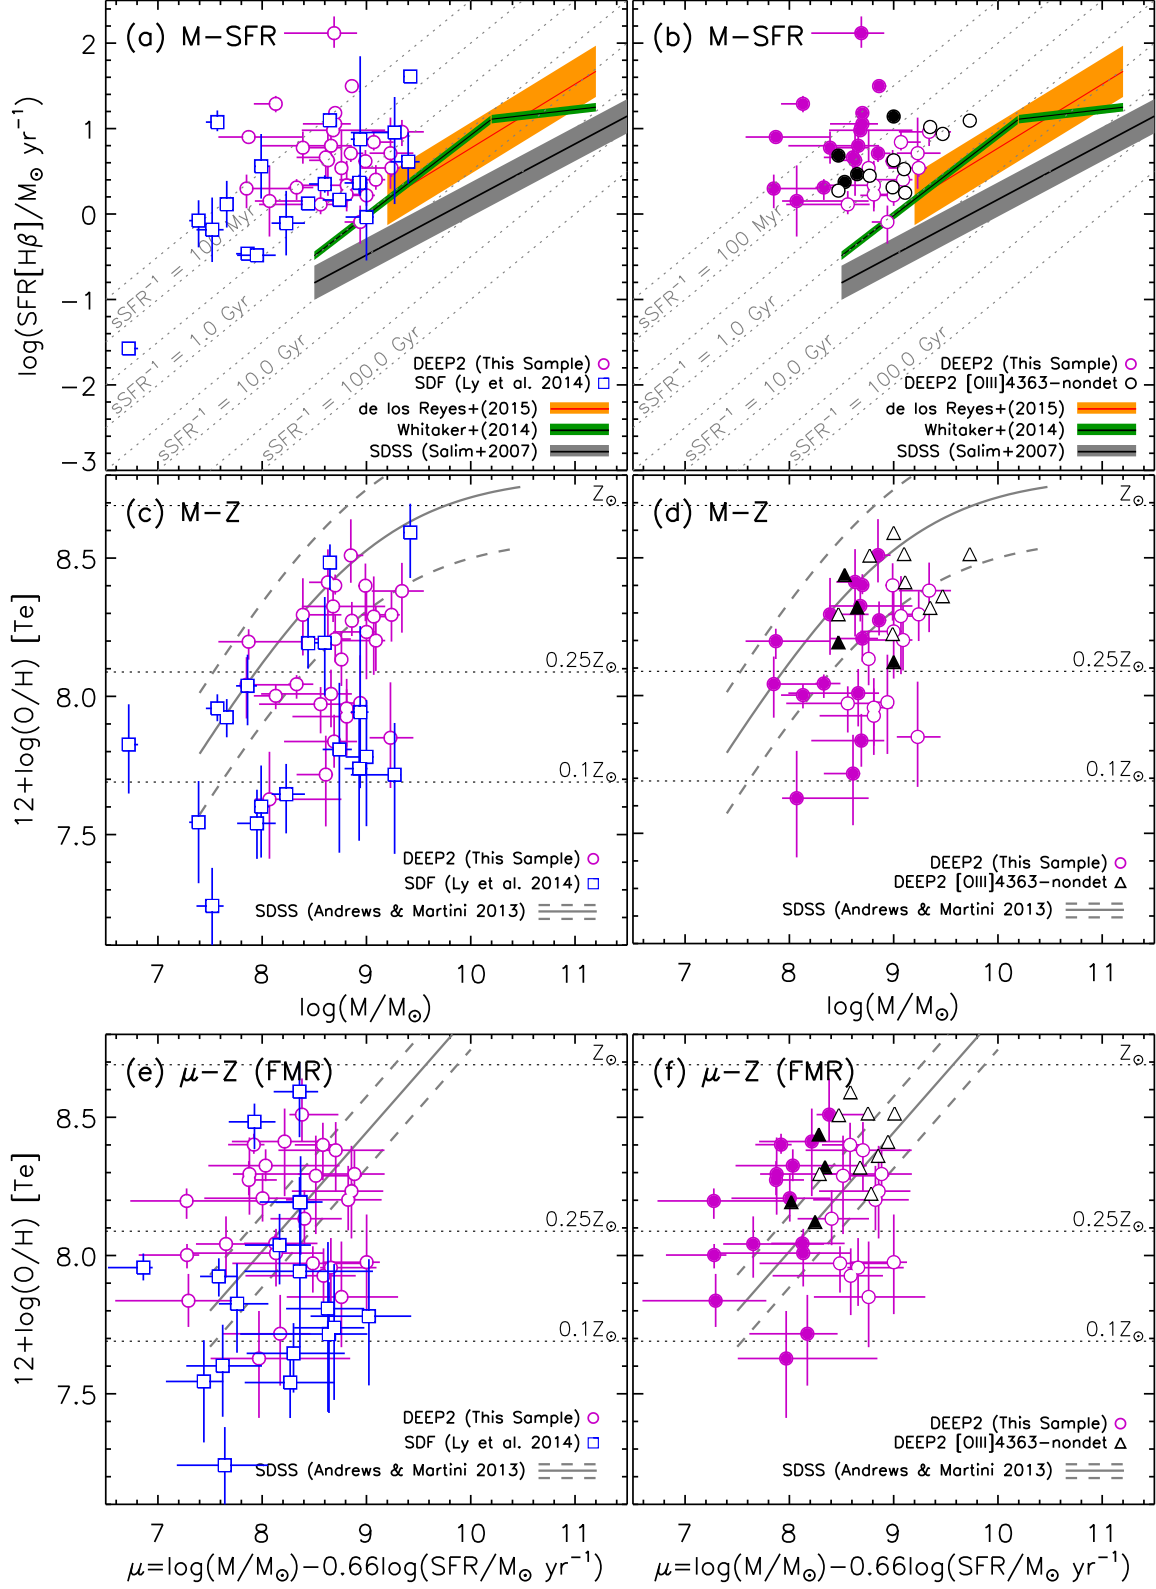 (a) M-SFR
(b) M-SFR
log(SFR[Hβ]/M⊙ yr⁻¹)
2
1
0
−1
−2
−3
sSFR⁻¹ = 100 Myr
sSFR⁻¹ = 1.0 Gyr
sSFR⁻¹ = 10.0 Gyr
sSFR⁻¹ = 100.0 Gyr
DEEP2 (This Sample)
SDF (Ly et al. 2014)
de los Reyes+(2015)
Whitaker+(2014)
SDSS (Salim+2007)
sSFR⁻¹ = 100 Myr
sSFR⁻¹ = 1.0 Gyr
sSFR⁻¹ = 10.0 Gyr
sSFR⁻¹ = 100.0 Gyr
DEEP2 (This Sample)
DEEP2 [OIII]4363−nondet
de los Reyes+(2015)
Whitaker+(2014)
SDSS (Salim+2007)
(c) M-Z
(d) M-Z
12+log(O/H) [Te]
8.5
8.0
7.5
Z⊙
0.25Z⊙
0.1Z⊙
DEEP2 (This Sample)
SDF (Ly et al. 2014)
SDSS (Andrews & Martini 2013)
Z⊙
0.25Z⊙
0.1Z⊙
DEEP2 (This Sample)
DEEP2 [OIII]4363−nondet
SDSS (Andrews & Martini 2013)
7 8 9 10 11
7 8 9 10 11
log(M/M⊙)
log(M/M⊙)
(e) μ-Z (FMR)
(f) μ-Z (FMR)
12+log(O/H) [Te]
8.5
8.0
7.5
Z⊙
0.25Z⊙
0.1Z⊙
DEEP2 (This Sample)
SDF (Ly et al. 2014)
SDSS (Andrews & Martini 2013)
Z⊙
0.25Z⊙
0.1Z⊙
DEEP2 (This Sample)
DEEP2 [OIII]4363−nondet
SDSS (Andrews & Martini 2013)
7 8 9 10 11
7 8 9 10 11
μ=log(M/M⊙)−0.66log(SFR/M⊙ yr⁻¹)
μ=log(M/M⊙)−0.66log(SFR/M⊙ yr⁻¹)